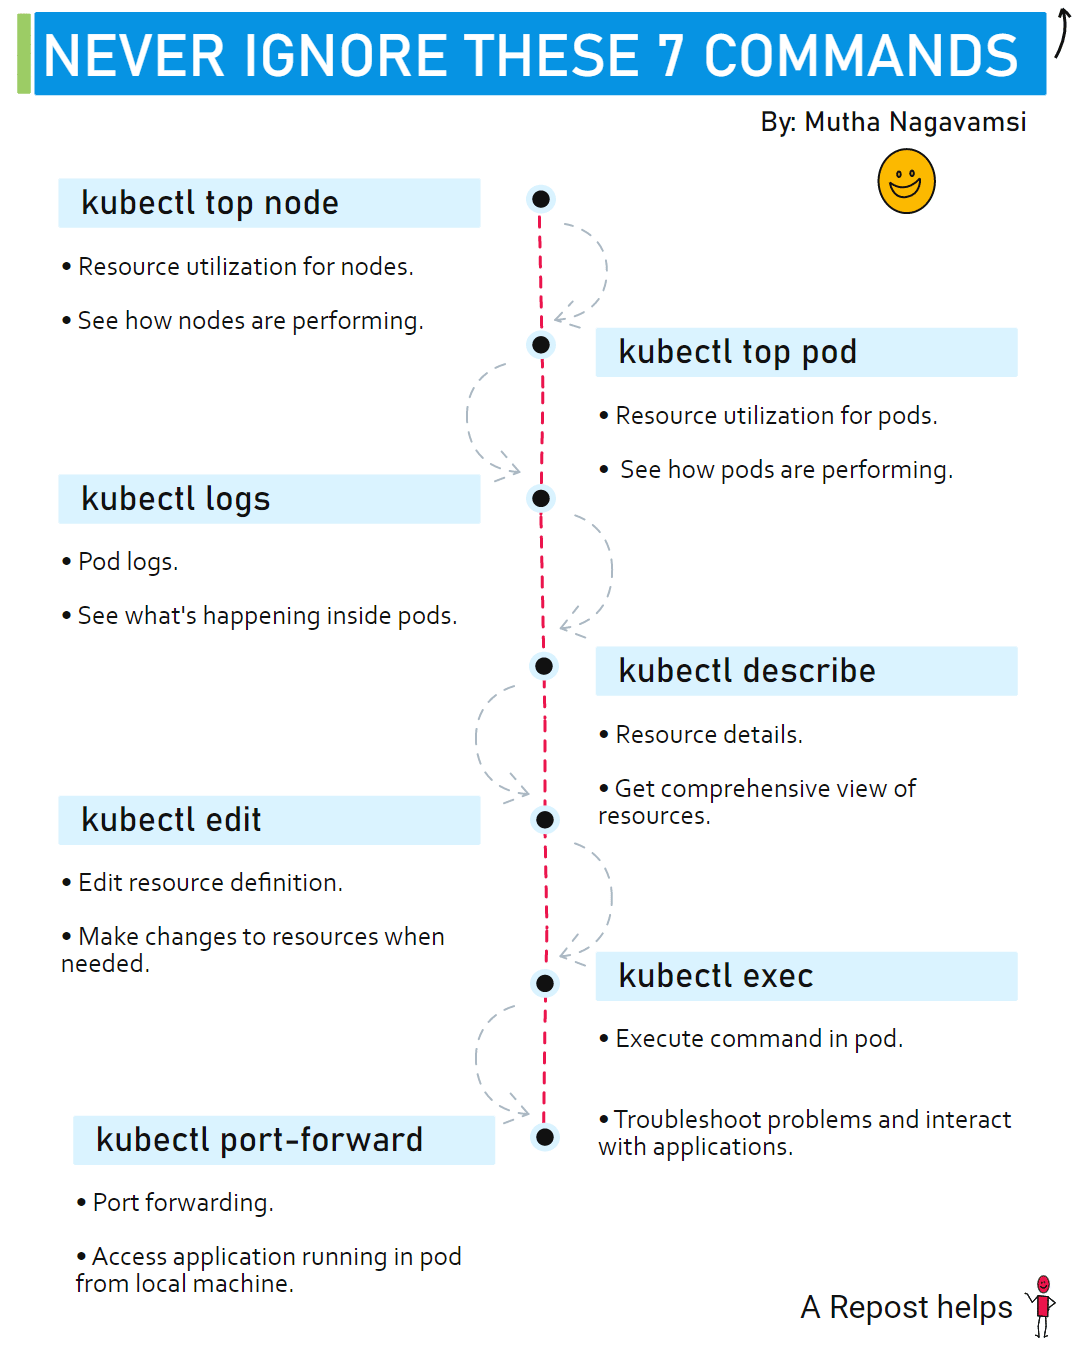 NEVER IGNORE THESE 7 COMMANDS
By: Mutha Nagavamsi
kubectl top node
• Resource utilization for nodes.
• See how nodes are performing.
kubectl top pod
• Resource utilization for pods.
• See how pods are performing.
kubectl logs
• Pod logs.
• See what's happening inside pods.
kubectl describe
• Resource details.
• Get comprehensive view of
resources.
kubectl edit
• Edit resource definition.
• Make changes to resources when
needed.
kubectl exec
• Execute command in pod.
• Troubleshoot problems and interact
with applications.
kubectl port-forward
• Port forwarding.
• Access application running in pod
from local machine.
A Repost helps